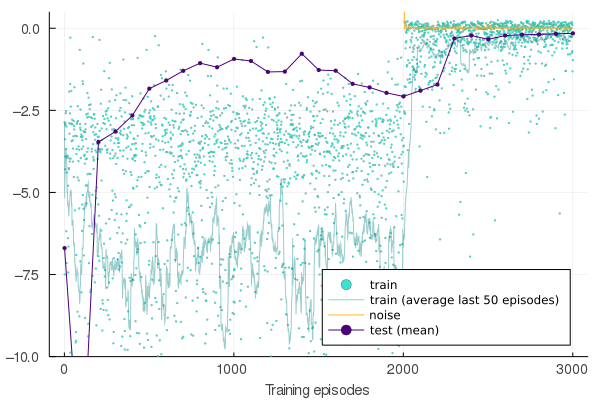 0.0
−2.5
−5.0
−7.5
−10.0
train
train (average last 50 episodes)
noise
test (mean)
0
1000
2000
3000
Training episodes